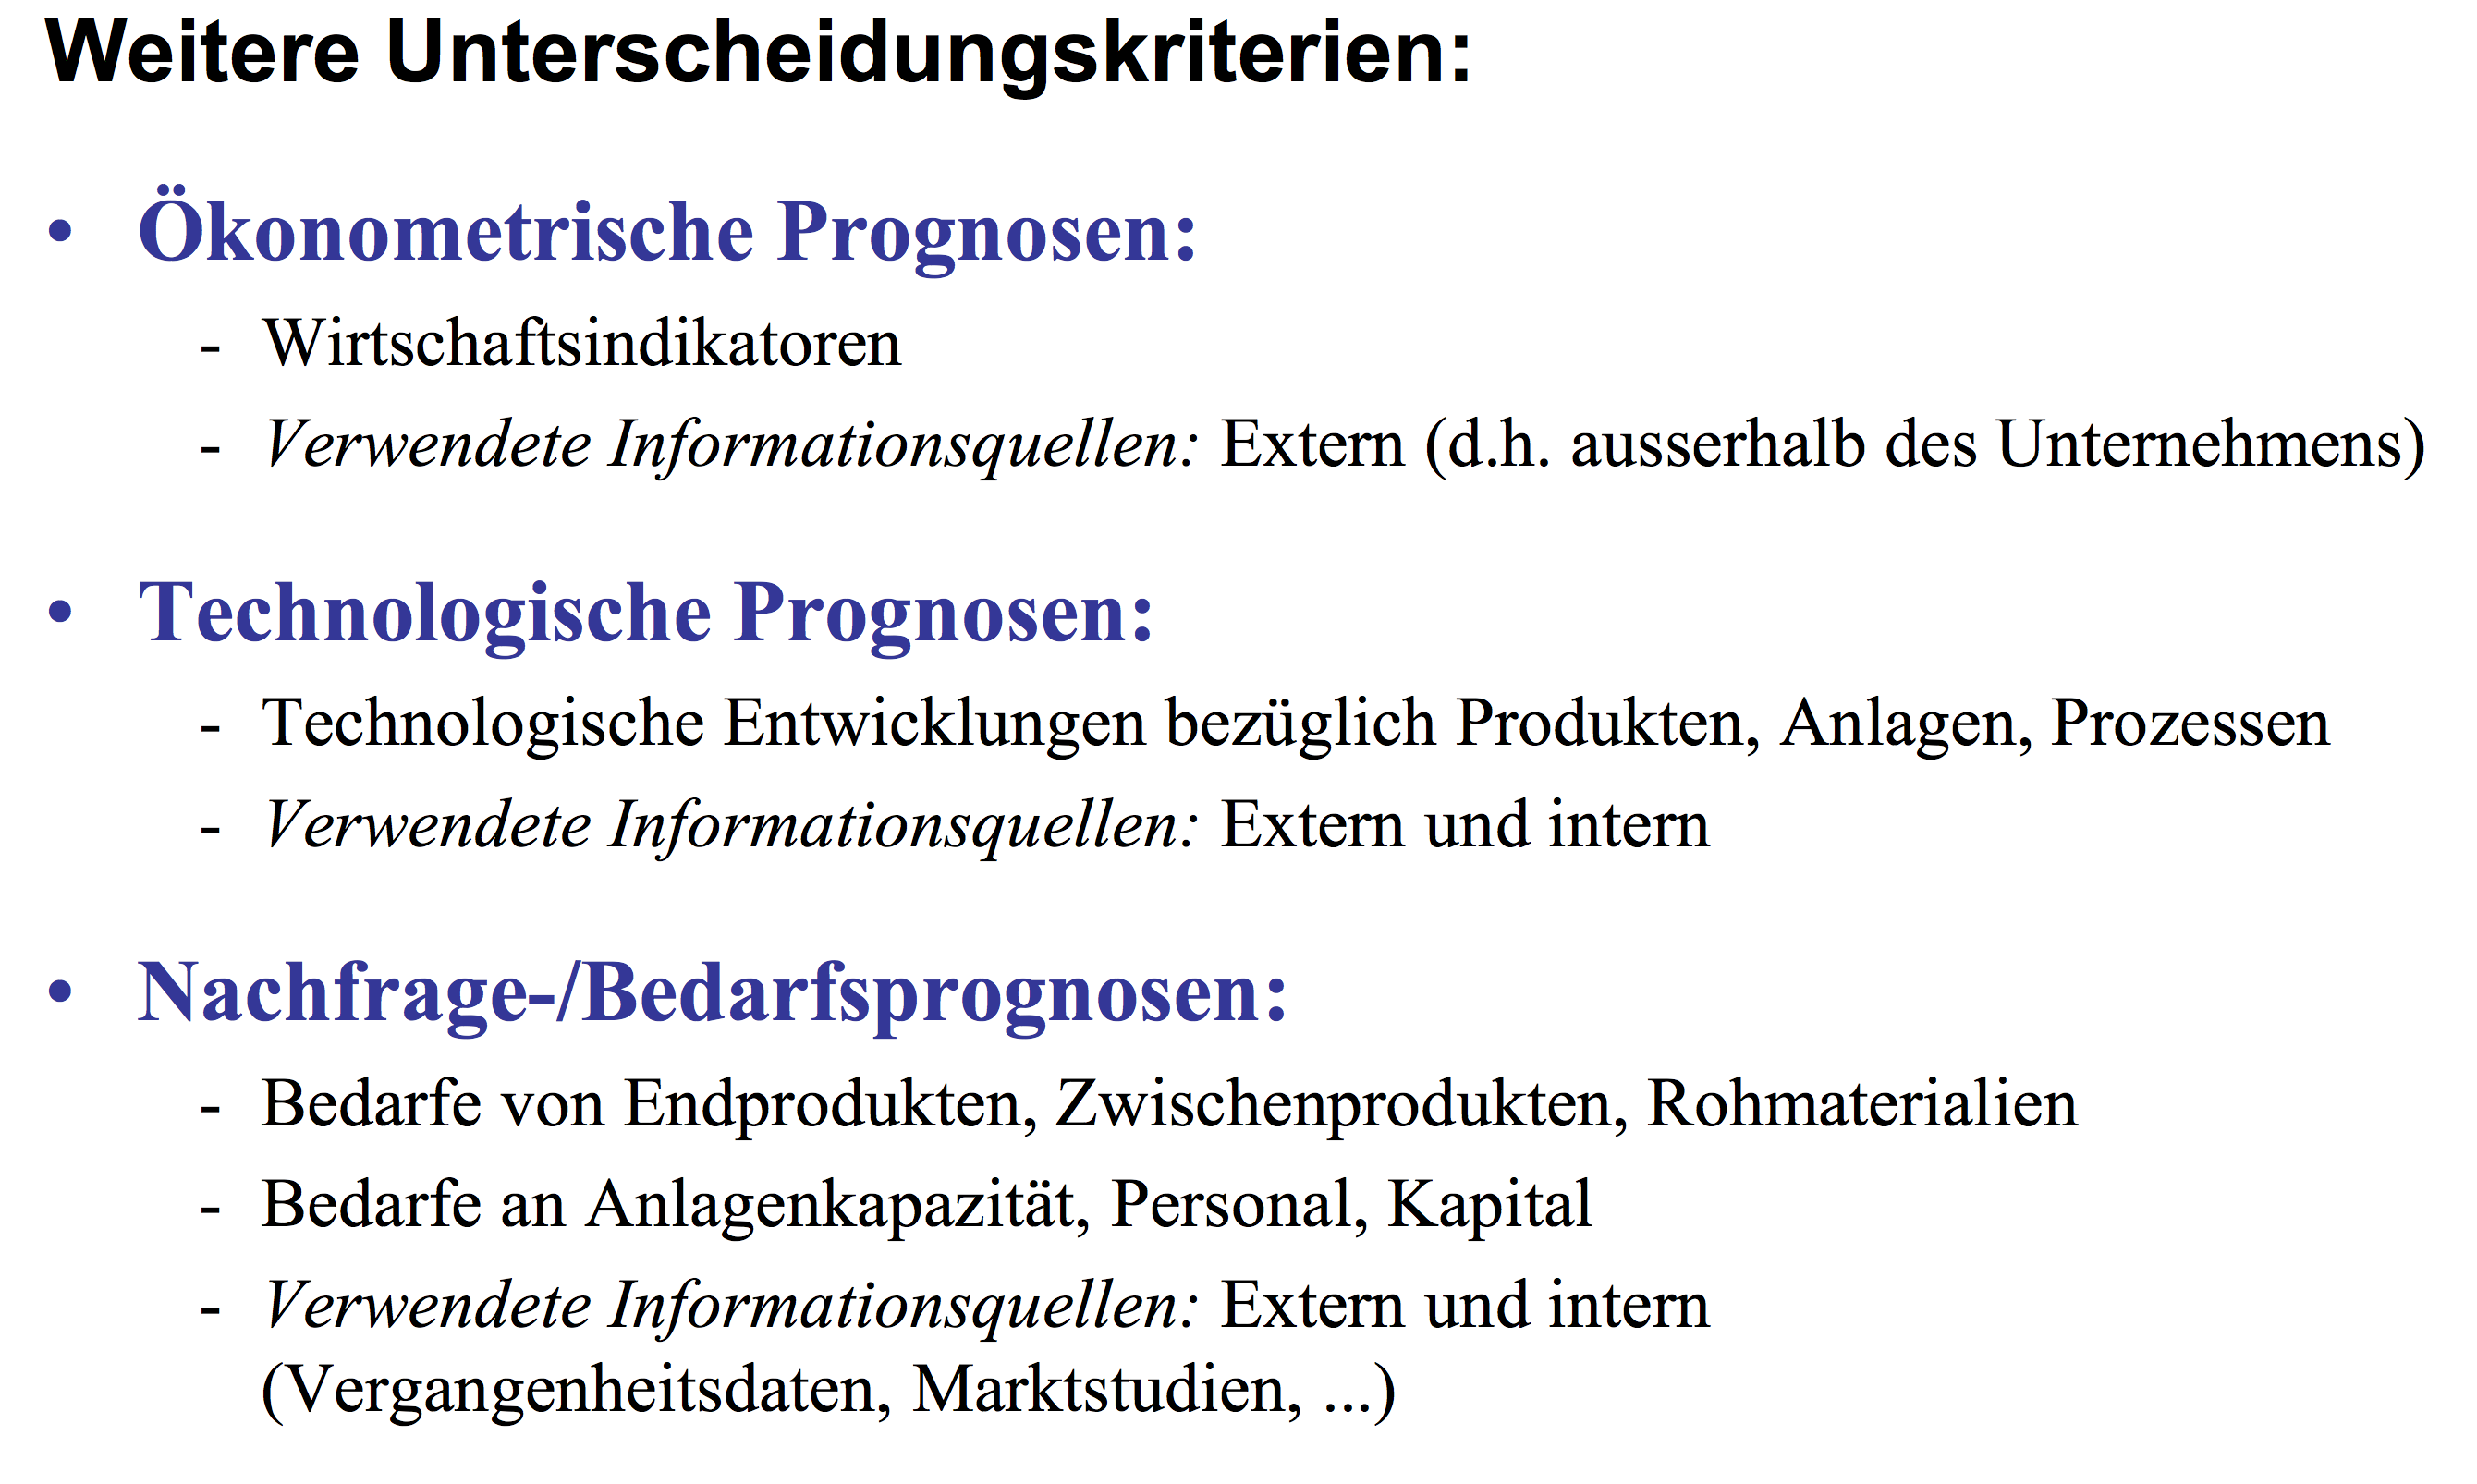 Weitere Unterscheidungskriterien:
• Ökonometrische Prognosen:
- Wirtschaftsindikatoren
- Verwendete Informationsquellen: Extern (d.h. ausserhalb des Unternehmens)
• Technologische Prognosen:
- Technologische Entwicklungen bezüglich Produkten, Anlagen, Prozessen
- Verwendete Informationsquellen: Extern und intern
• Nachfrage-/Bedarfsprognosen:
- Bedarfe von Endprodukten, Zwischenprodukten, Rohmaterialien
- Bedarfe an Anlagenkapazität, Personal, Kapital
- Verwendete Informationsquellen: Extern und intern
(Vergangenheitsdaten, Marktstudien, ...)